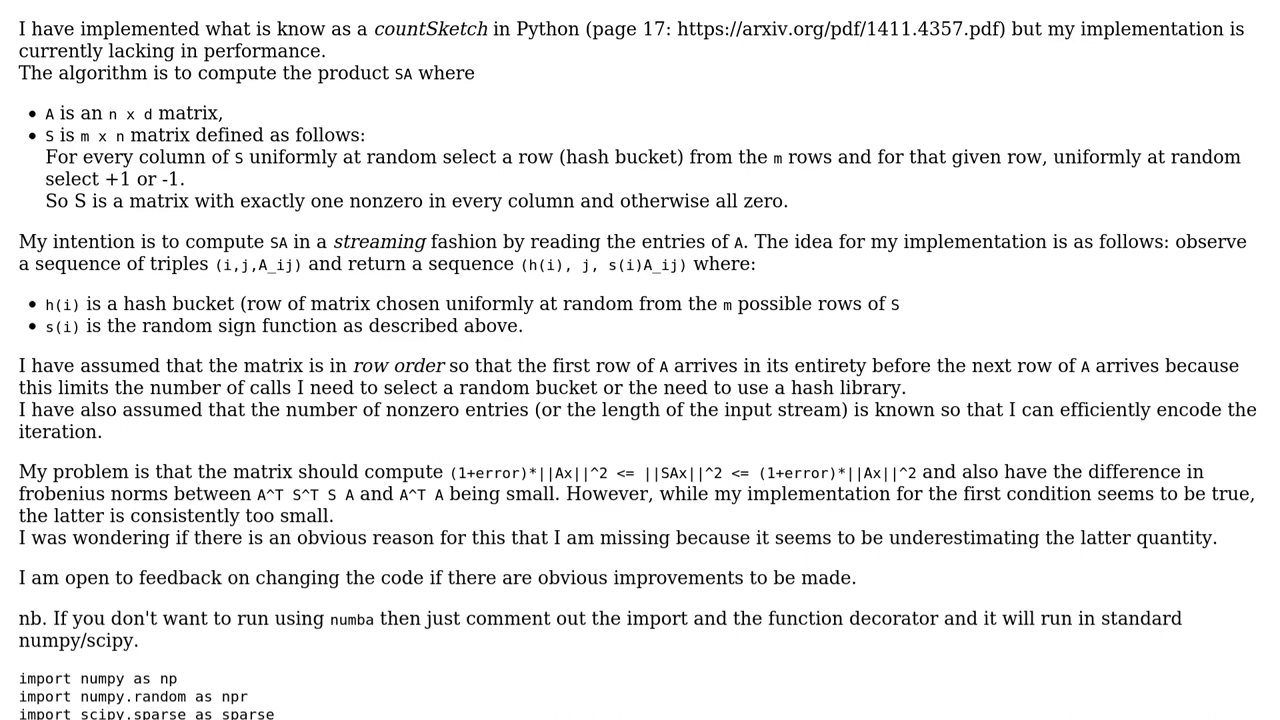 I have implemented what is know as a countSketch in Python (page 17: https://arxiv.org/pdf/1411.4357.pdf) but my implementation is
currently lacking in performance.
The algorithm is to compute the product SA where
• A is an n x d matrix,
• S is m x n matrix defined as follows:
For every column of S uniformly at random select a row (hash bucket) from the m rows and for that given row, uniformly at random
select +1 or -1.
So S is a matrix with exactly one nonzero in every column and otherwise all zero.
My intention is to compute SA in a streaming fashion by reading the entries of A. The idea for my implementation is as follows: observe
a sequence of triples (i,j,A_ij) and return a sequence (h(i), j, s(i)A_ij) where:
• h(i) is a hash bucket (row of matrix chosen uniformly at random from the m possible rows of S
• s(i) is the random sign function as described above.
I have assumed that the matrix is in row order so that the first row of A arrives in its entirety before the next row of A arrives because
this limits the number of calls I need to select a random bucket or the need to use a hash library.
I have also assumed that the number of nonzero entries (or the length of the input stream) is known so that I can efficiently encode the
iteration.
My problem is that the matrix should compute (1+error)*||Ax||^2 <= ||SAx||^2 <= (1+error)*||Ax||^2 and also have the difference in
frobenius norms between A^T S^T S A and A^T A being small. However, while my implementation for the first condition seems to be true,
the latter is consistently too small.
I was wondering if there is an obvious reason for this that I am missing because it seems to be underestimating the latter quantity.
I am open to feedback on changing the code if there are obvious improvements to be made.
nb. If you don't want to run using numba then just comment out the import and the function decorator and it will run in standard
numpy/scipy.
import numpy as np
import numpy.random as npr
import scipy.sparse as sparse